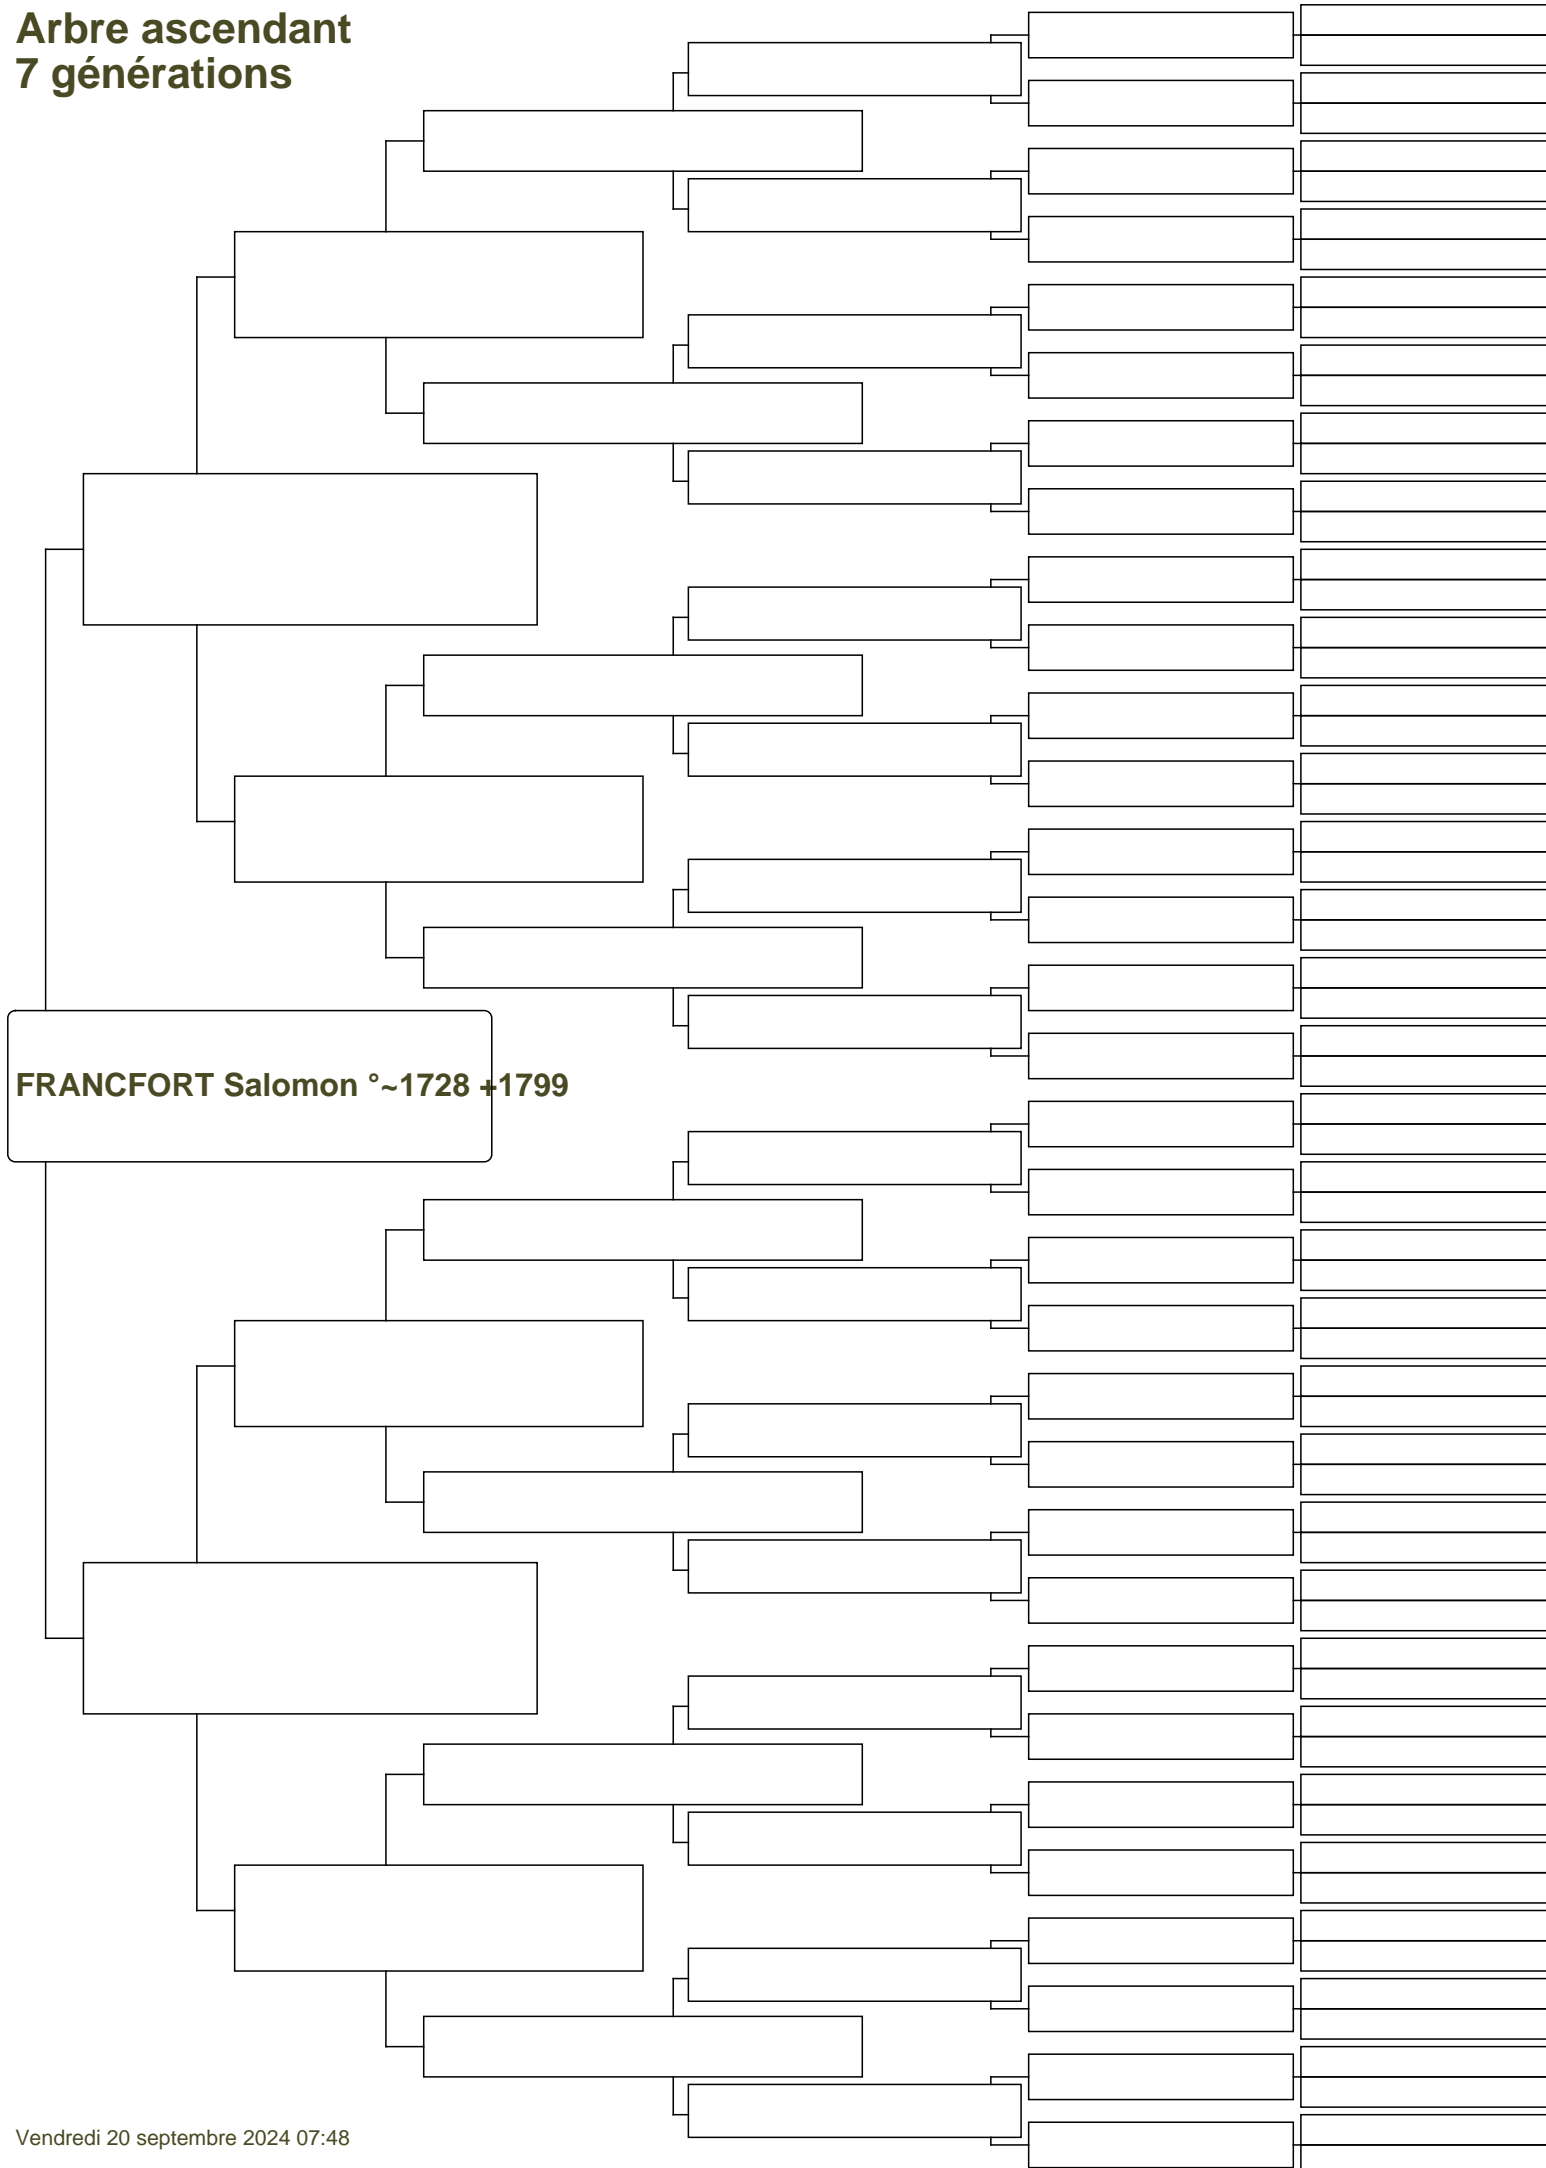 Arbre ascendant
7 générations
FRANCFORT Salomon °~1728 +1799
Vendredi 20 septembre 2024 07:48